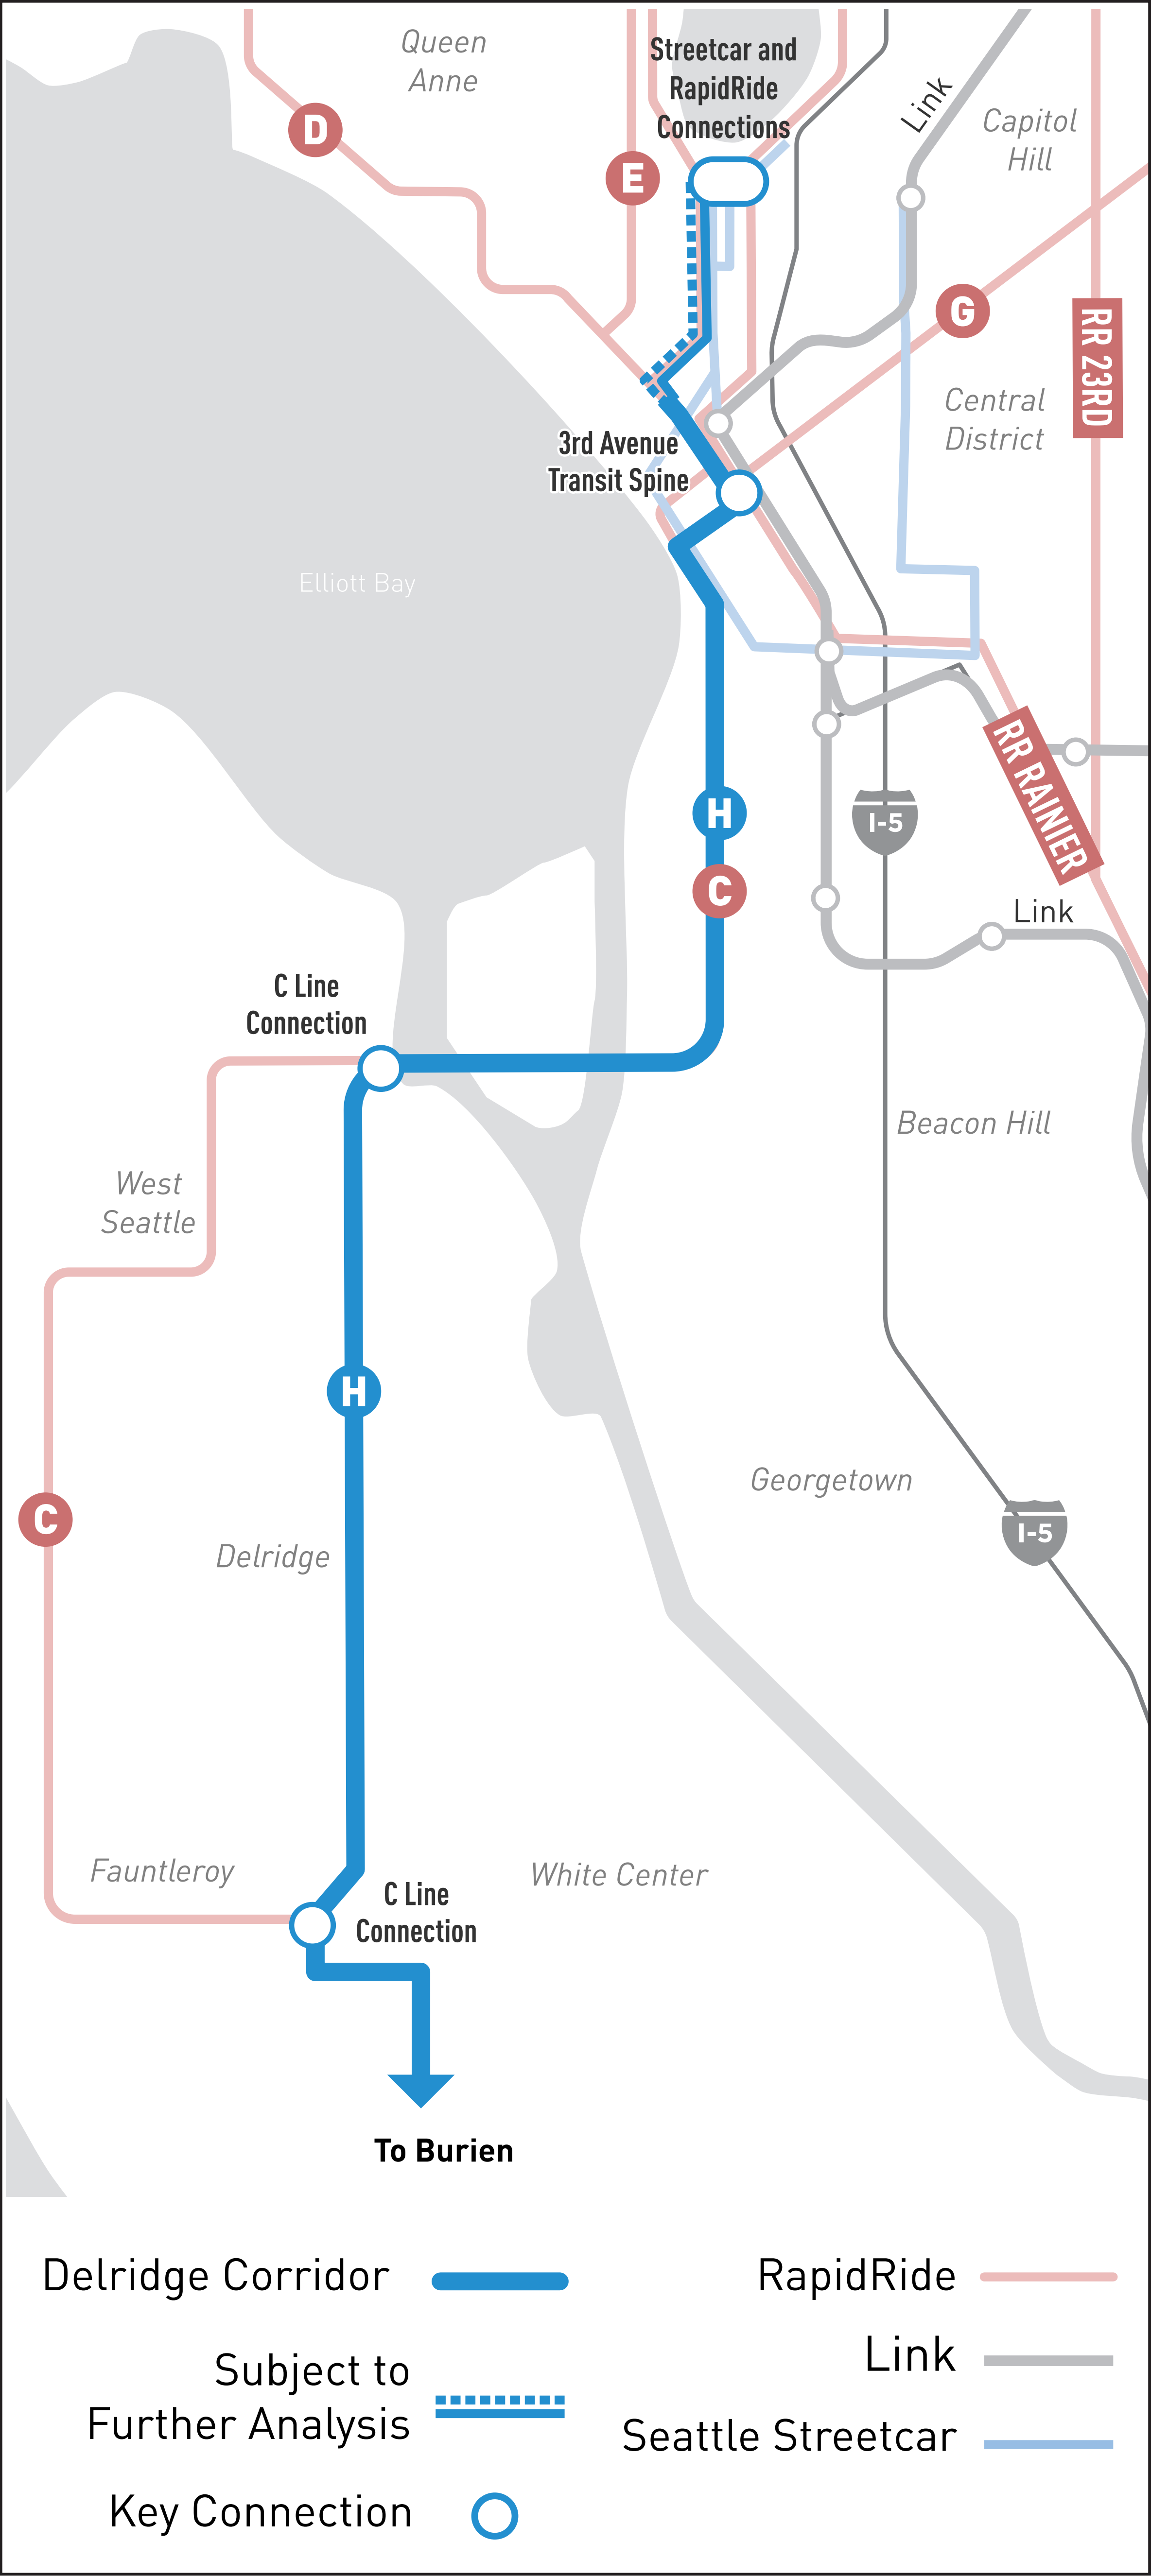 Queen
Anne
Streetcar and
RapidRide
Connections
Link
Capitol
Hill
D
E
G
RR 23RD
Central
District
3rd Avenue
Transit Spine
Elliott Bay
RR RAINIER
H
I-5
C
Link
C Line
Connection
Beacon Hill
West
Seattle
H
Georgetown
C
I-5
Delridge
Fauntleroy
White Center
C Line
Connection
To Burien
Delridge Corridor
RapidRide
Subject to
Further Analysis
Link
Seattle Streetcar
Key Connection